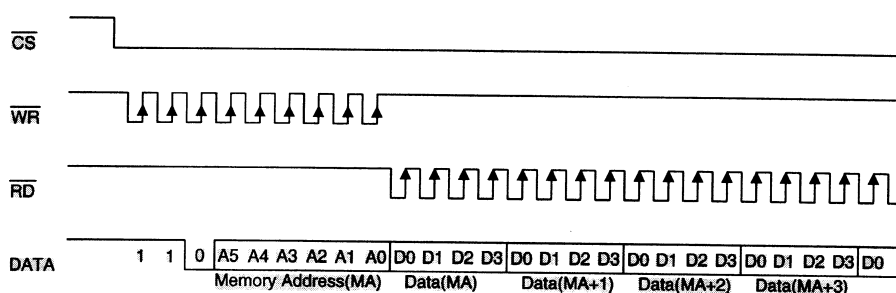 CS
WR
RD
DATA 1 1 0 A5 A4 A3 A2 A1 A0 D0 D1 D2 D3 D0 D1 D2 D3 D0 D1 D2 D3 D0 D1 D2 D3 D0
Memory Address(MA) Data(MA) Data(MA+1) Data(MA+2) Data(MA+3)